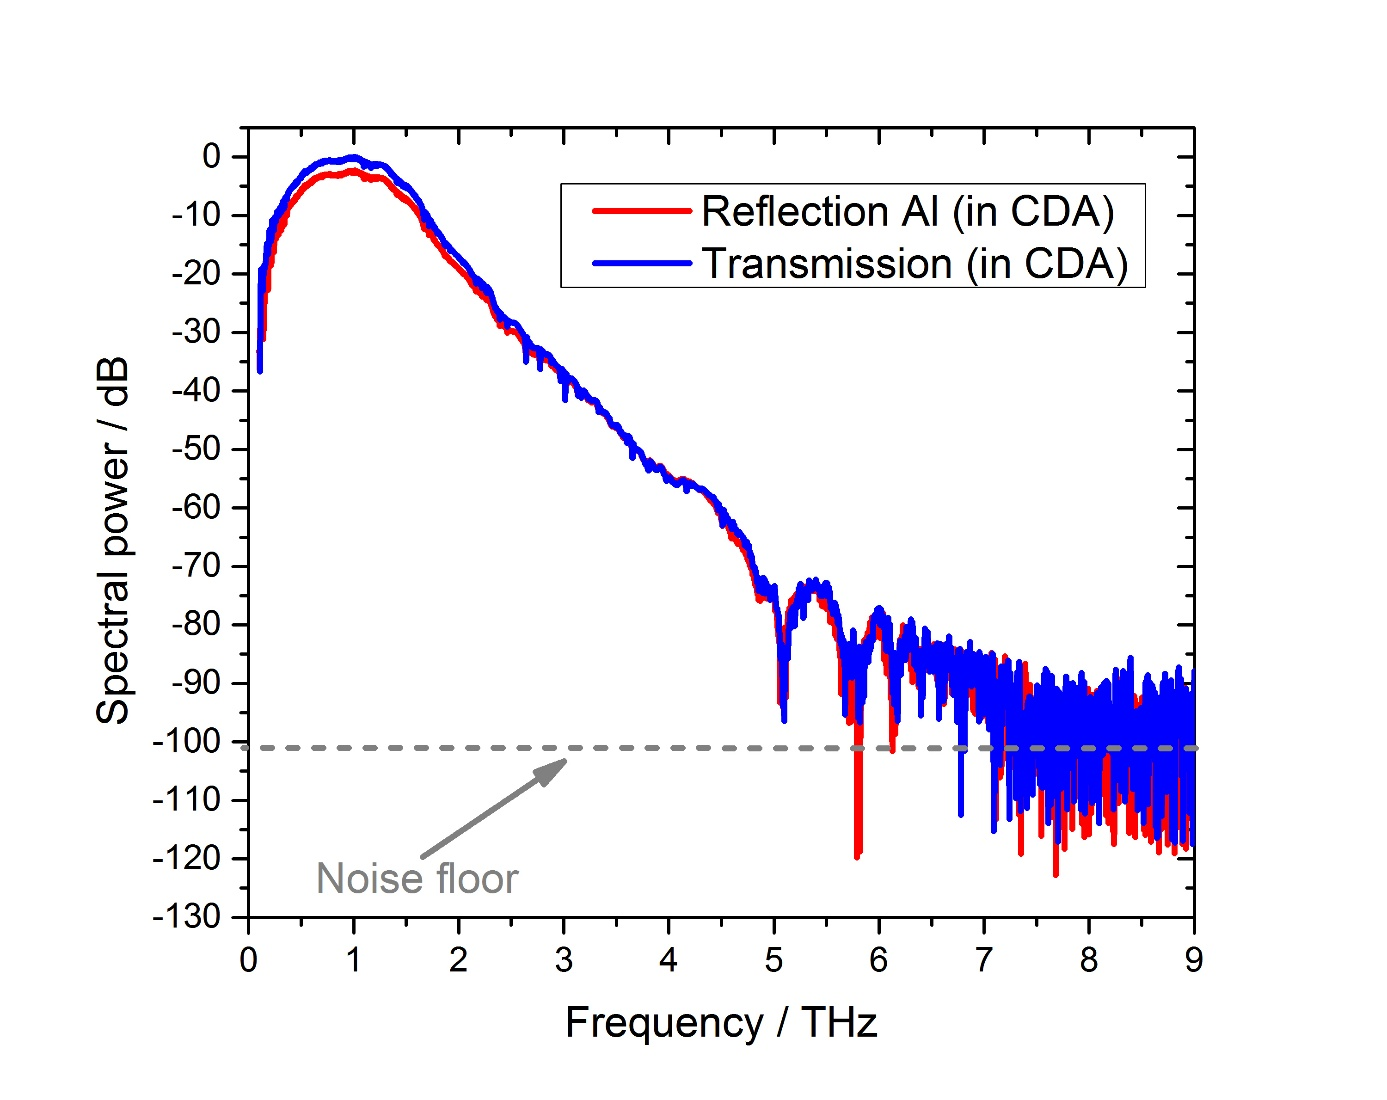 Reflection Al (in CDA)
Transmission (in CDA)
Spectral power / dB
0
-10
-20
-30
-40
-50
-60
-70
-80
-90
-100
-110
-120
-130
Noise floor
0 1 2 3 4 5 6 7 8 9
Frequency / THz